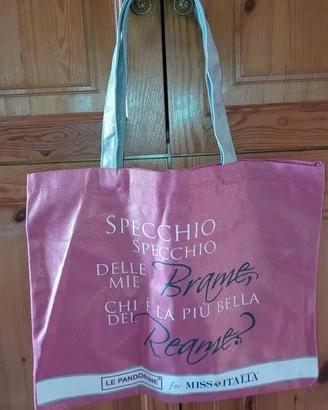 SPECCHIO
SPECCHIO
DELLE
MIE Brame,
CHI È LA PIÙ BELLA
DEL
Reame?
LE PANDORINE for MISS ITALIA